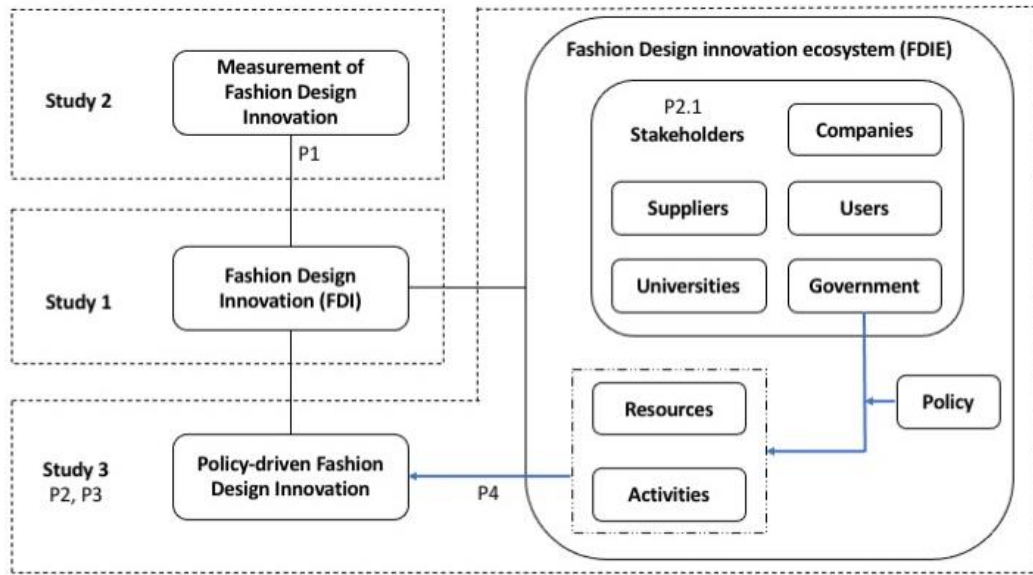 Study 2
Measurement of
Fashion Design
Innovation
P1
Study 1
Fashion Design
Innovation (FDI)
Study 3
P2, P3
Policy-driven Fashion
Design Innovation
P4
Fashion Design innovation ecosystem (FDIE)
P2.1
Stakeholders
Companies
Suppliers
Users
Universities
Government
Resources
Policy
Activities